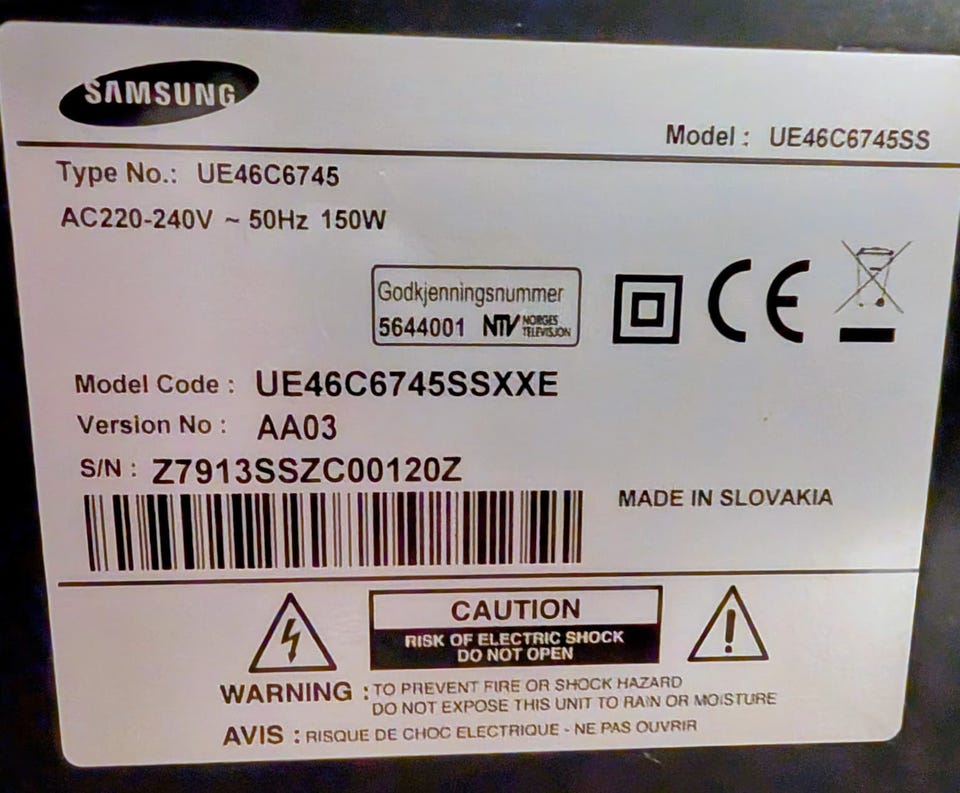 SAMSUNG
Model : UE46C6745SS
Type No.: UE46C6745
AC220-240V ~ 50Hz 150W
Godkjenningsnummer
5644001 NTV NORGES TELEVISJON
CE
Model Code : UE46C6745SSXXE
Version No : AA03
S/N : Z7913SSZC00120Z
MADE IN SLOVAKIA
CAUTION
RISK OF ELECTRIC SHOCK
DO NOT OPEN
WARNING : TO PREVENT FIRE OR SHOCK HAZARD
DO NOT EXPOSE THIS UNIT TO RAIN OR MOISTURE
AVIS : RISQUE DE CHOC ELECTRIQUE - NE PAS OUVRIR